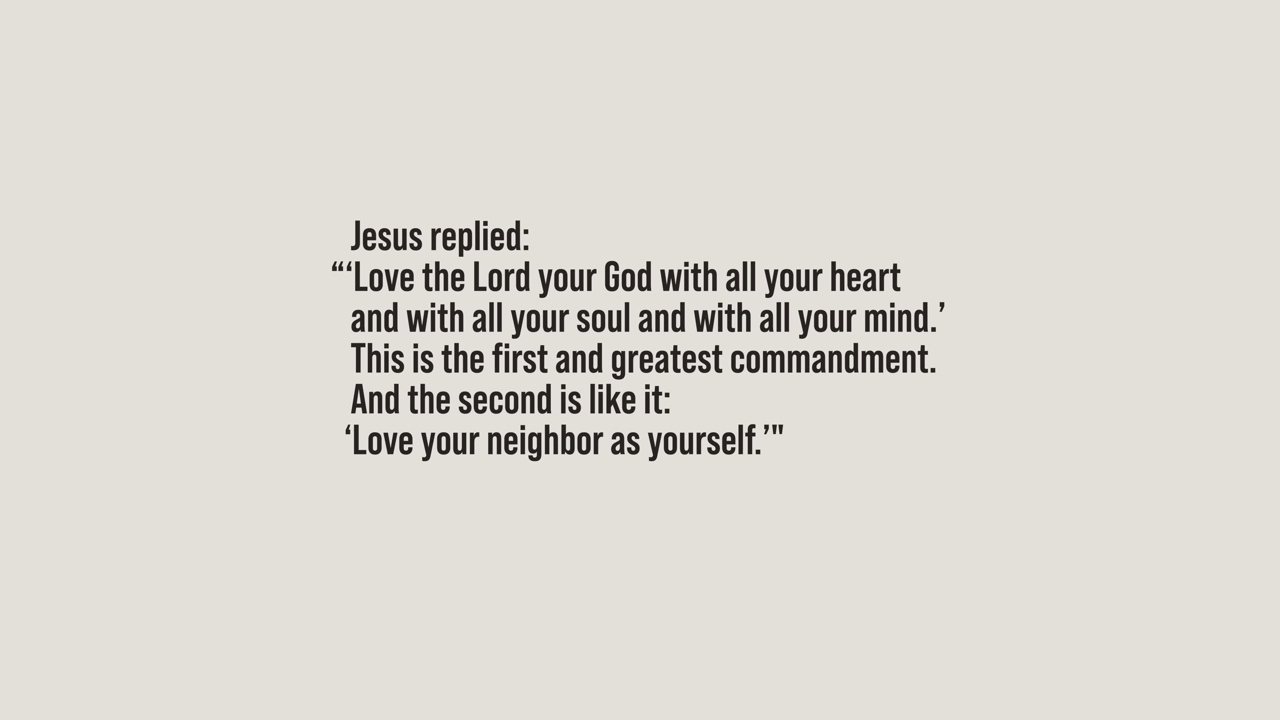 Jesus replied:
“‘Love the Lord your God with all your heart
and with all your soul and with all your mind.’
This is the first and greatest commandment.
And the second is like it:
‘Love your neighbor as yourself.’"